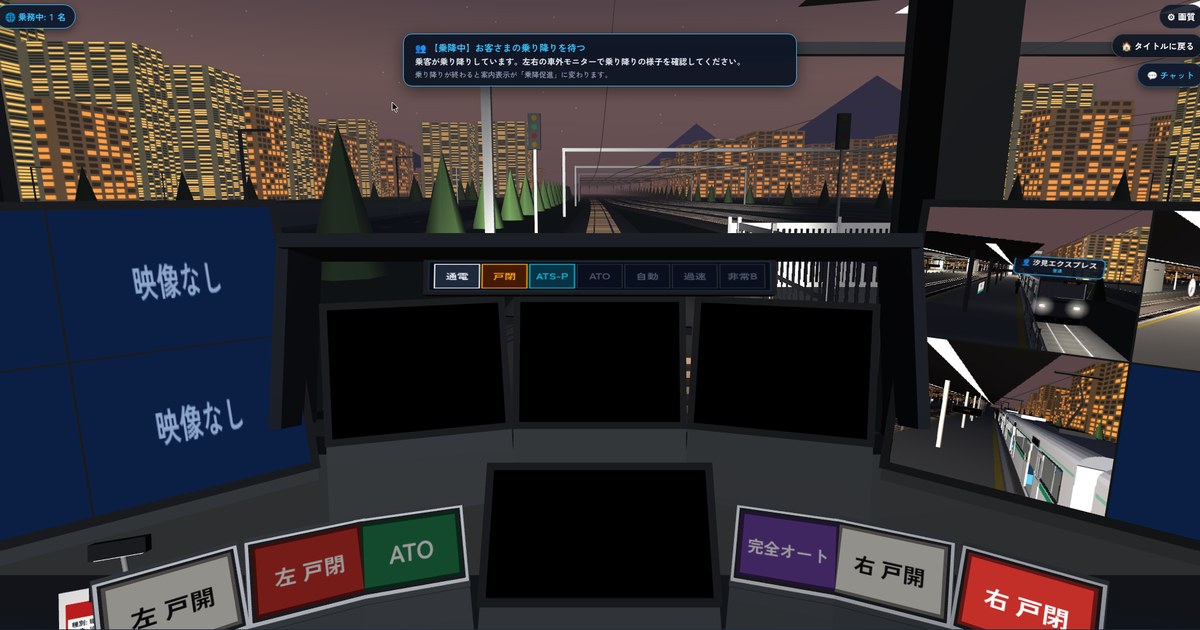 乗務中: 1 名
画質
【乗降中】お客さまの乗り降りを待つ
乗客が乗り降りしています。左右の車外モニターで乗り降りの様子を確認してください。
乗り降りが終わると案内表示が「乗降促進」に変わります。
タイトルに戻る
チャット
映像なし
映像なし
通電
戸閉
ATS-P
ATO
自動
過速
非常B
汐見エクスプレス
左 戸開
左 戸閉
ATO
完全オート
右 戸開
右 戸閉
種別: